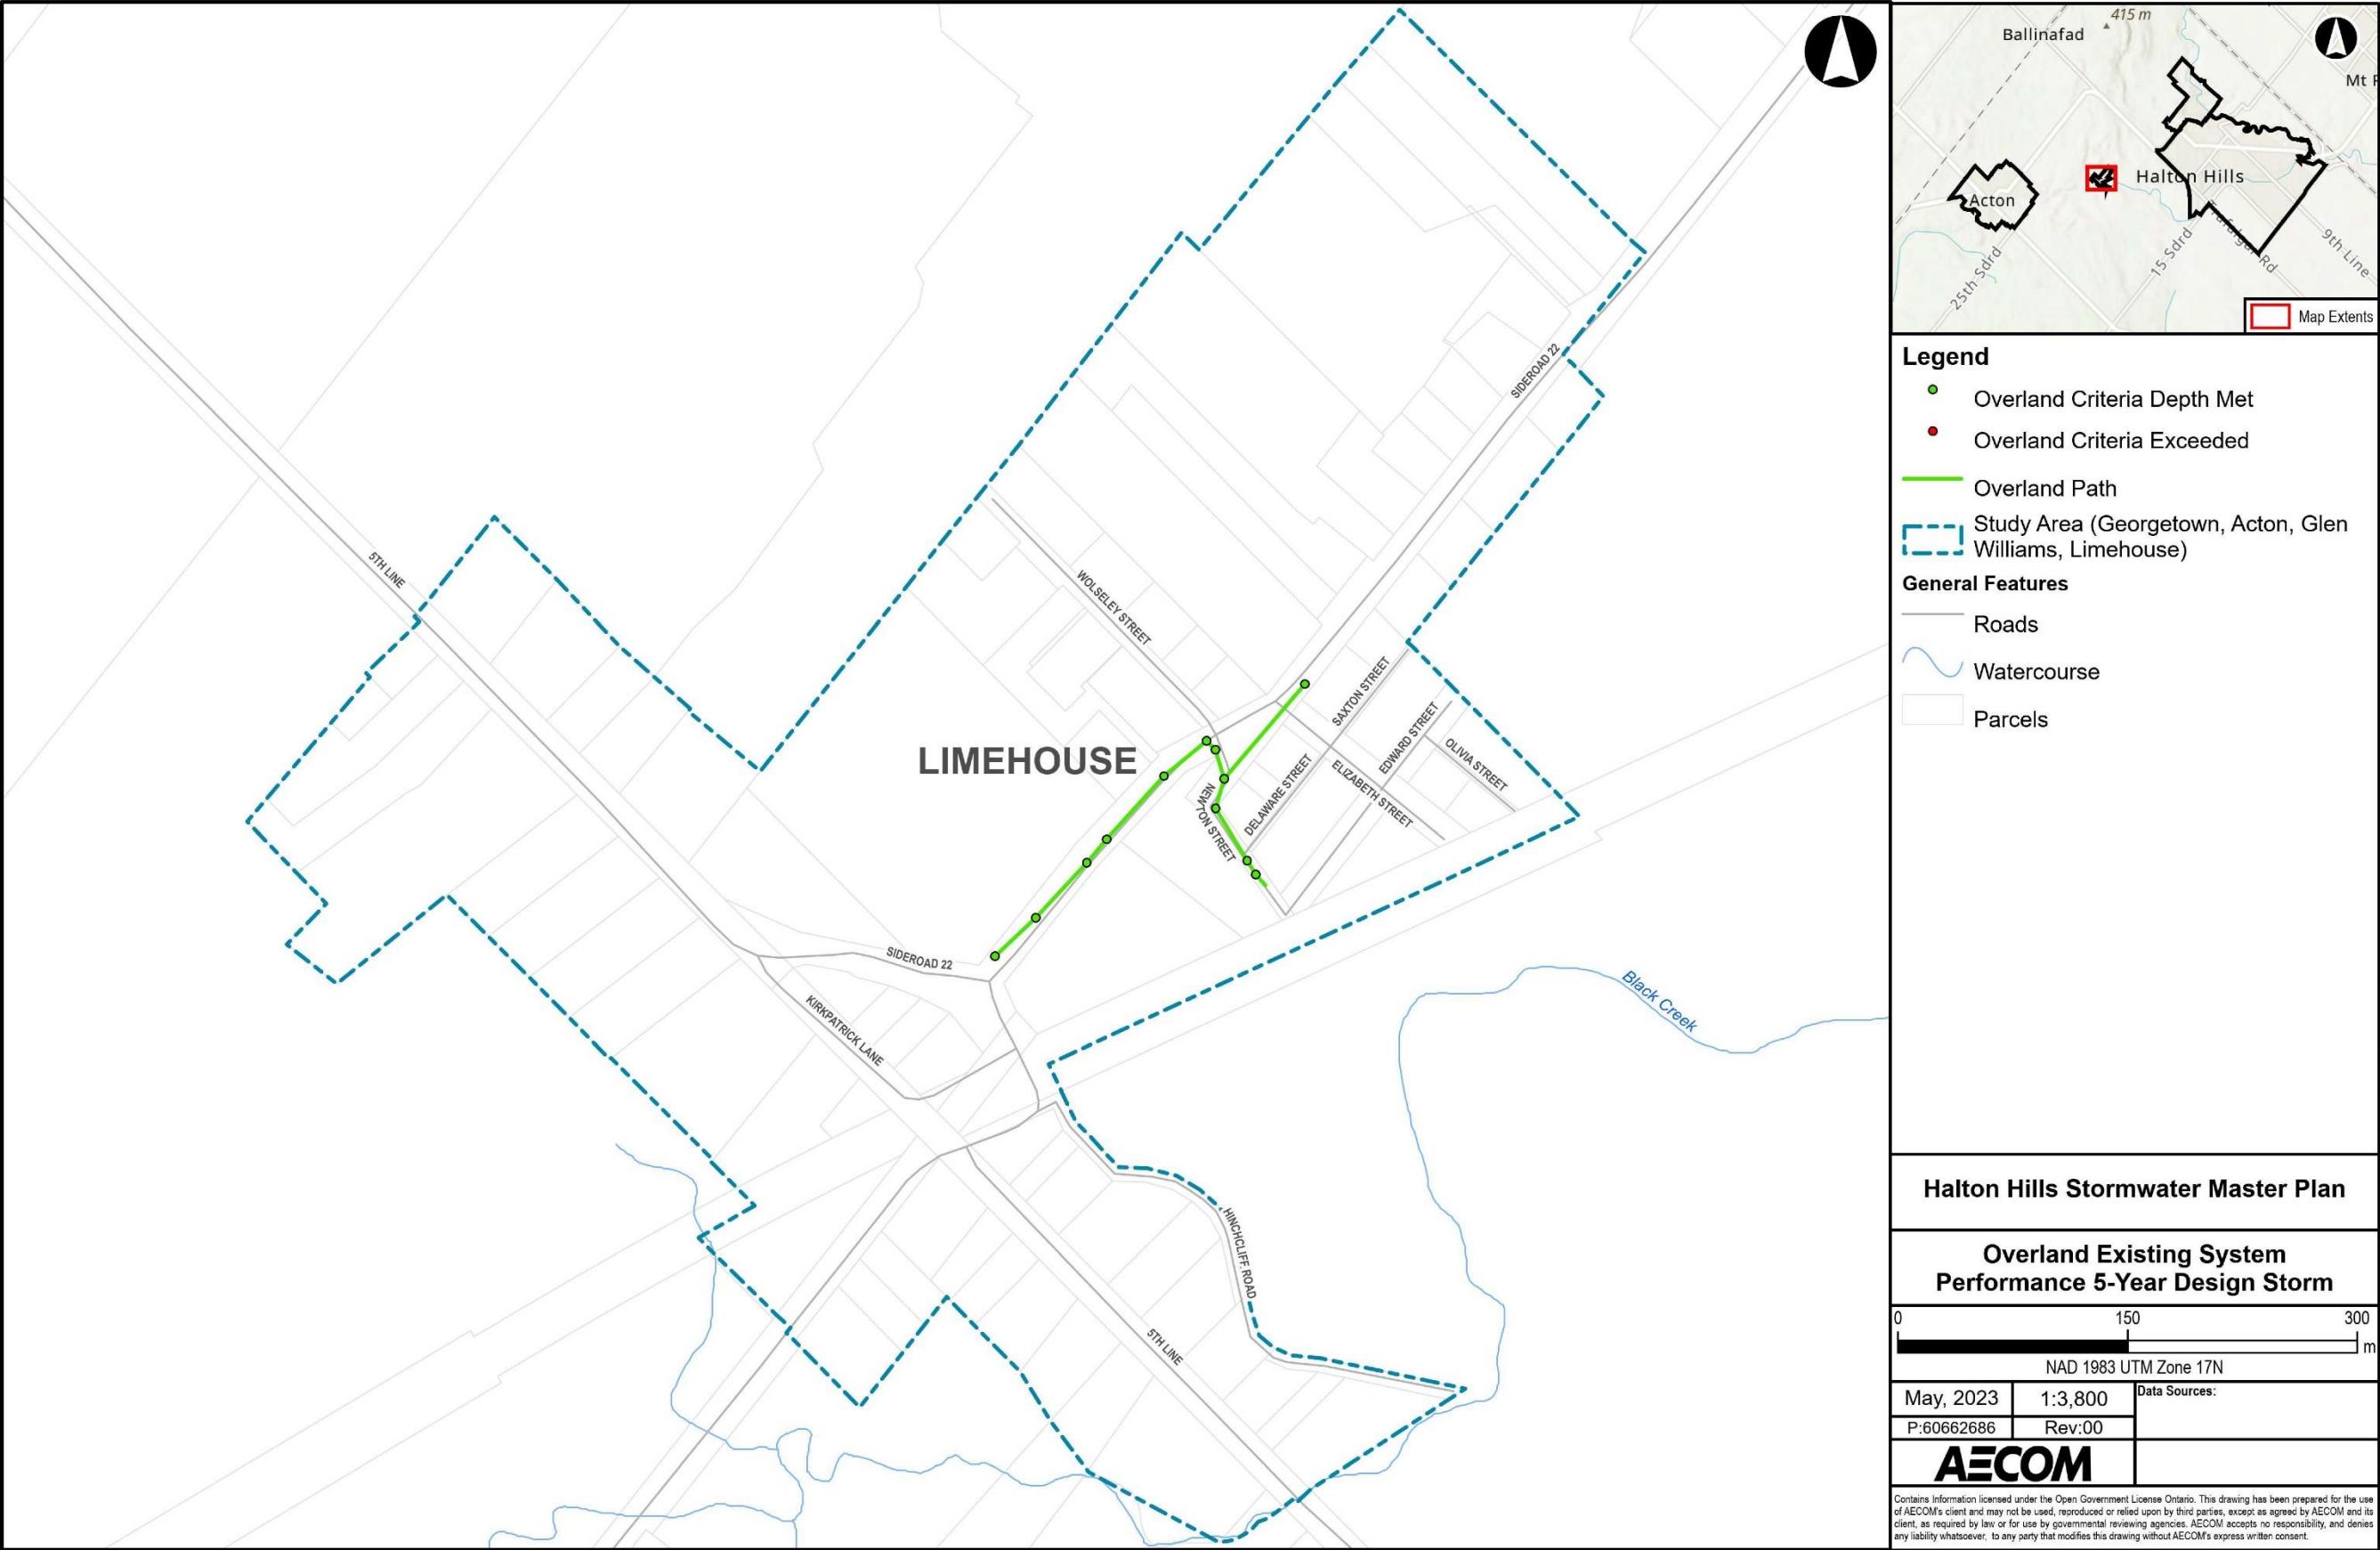 SIDEROAD 22
5TH LINE
WOLSELEY STREET
SAXTON STREET
EDWARD STREET
OLIVIA STREET
LIMEHOUSE
DELAWARE STREET
ELIZABETH STREET
NEWTON STREET
SIDEROAD 22
KIRKPATRICK LANE
Black Creek
HINCHCLIFF ROAD
5TH LINE
415 m
Ballinafad
Halton Hills
Acton
25th Sdrd
15 Sdrd
Trafalgar Rd
9th Line
Map Extents
Legend
Overland Criteria Depth Met
Overland Criteria Exceeded
Overland Path
Study Area (Georgetown, Acton, Glen
Williams, Limehouse)
General Features
Roads
Watercourse
Parcels
Halton Hills Stormwater Master Plan
Overland Existing System
Performance 5-Year Design Storm
0 150 300
m
NAD 1983 UTM Zone 17N
May, 2023 1:3,800 Data Sources:
P:60662686 Rev:00
AECOM
Contains Information licensed under the Open Government License Ontario. This drawing has been prepared for the use
of AECOM's client and may not be used, reproduced or relied upon by third parties, except as agreed by AECOM and its
client, as required by law or for use by governmental reviewing agencies. AECOM accepts no responsibility, and denies
any liability whatsoever, to any party that modifies this drawing without AECOM's express written consent.